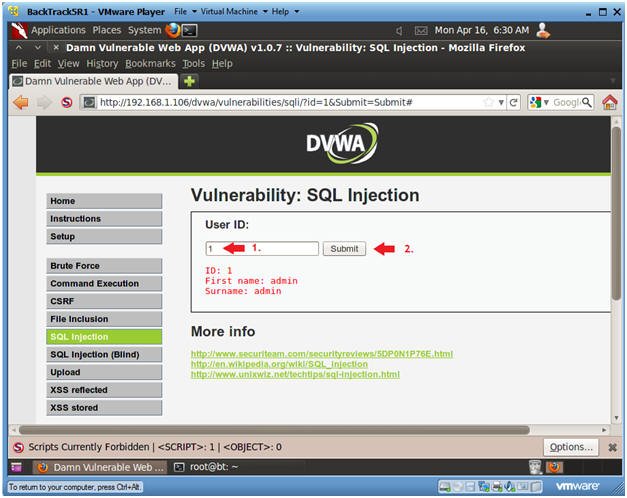 BackTrack5R1 - VMware Player File Virtual Machine Help
Applications Places System Mon Apr 16, 6:30 AM
Damn Vulnerable Web App (DVWA) v1.0.7 :: Vulnerability: SQL Injection - Mozilla Firefox
File Edit View History Bookmarks Tools Help
Damn Vulnerable Web App (DV...
http://192.168.1.106/dvwa/vulnerabilities/sqli/?id=1&Submit=Submit#
Googl
DVWA
Home
Instructions
Setup
Brute Force
Command Execution
CSRF
File Inclusion
SQL Injection
SQL Injection (Blind)
Upload
XSS reflected
XSS stored
Vulnerability: SQL Injection
User ID:
1 1. Submit 2.
ID: 1
First name: admin
Surname: admin
More info
http://www.securiteam.com/securityreviews/5DP0N1P76E.html
http://en.wikipedia.org/wiki/SQL_injection
http://www.unixwiz.net/techtips/sql-injection.html
Scripts Currently Forbidden | <SCRIPT>: 1 | <OBJECT>: 0 Options...
Damn Vulnerable Web ... root@bt: ~
To return to your computer, press Ctrl+Alt. vmware